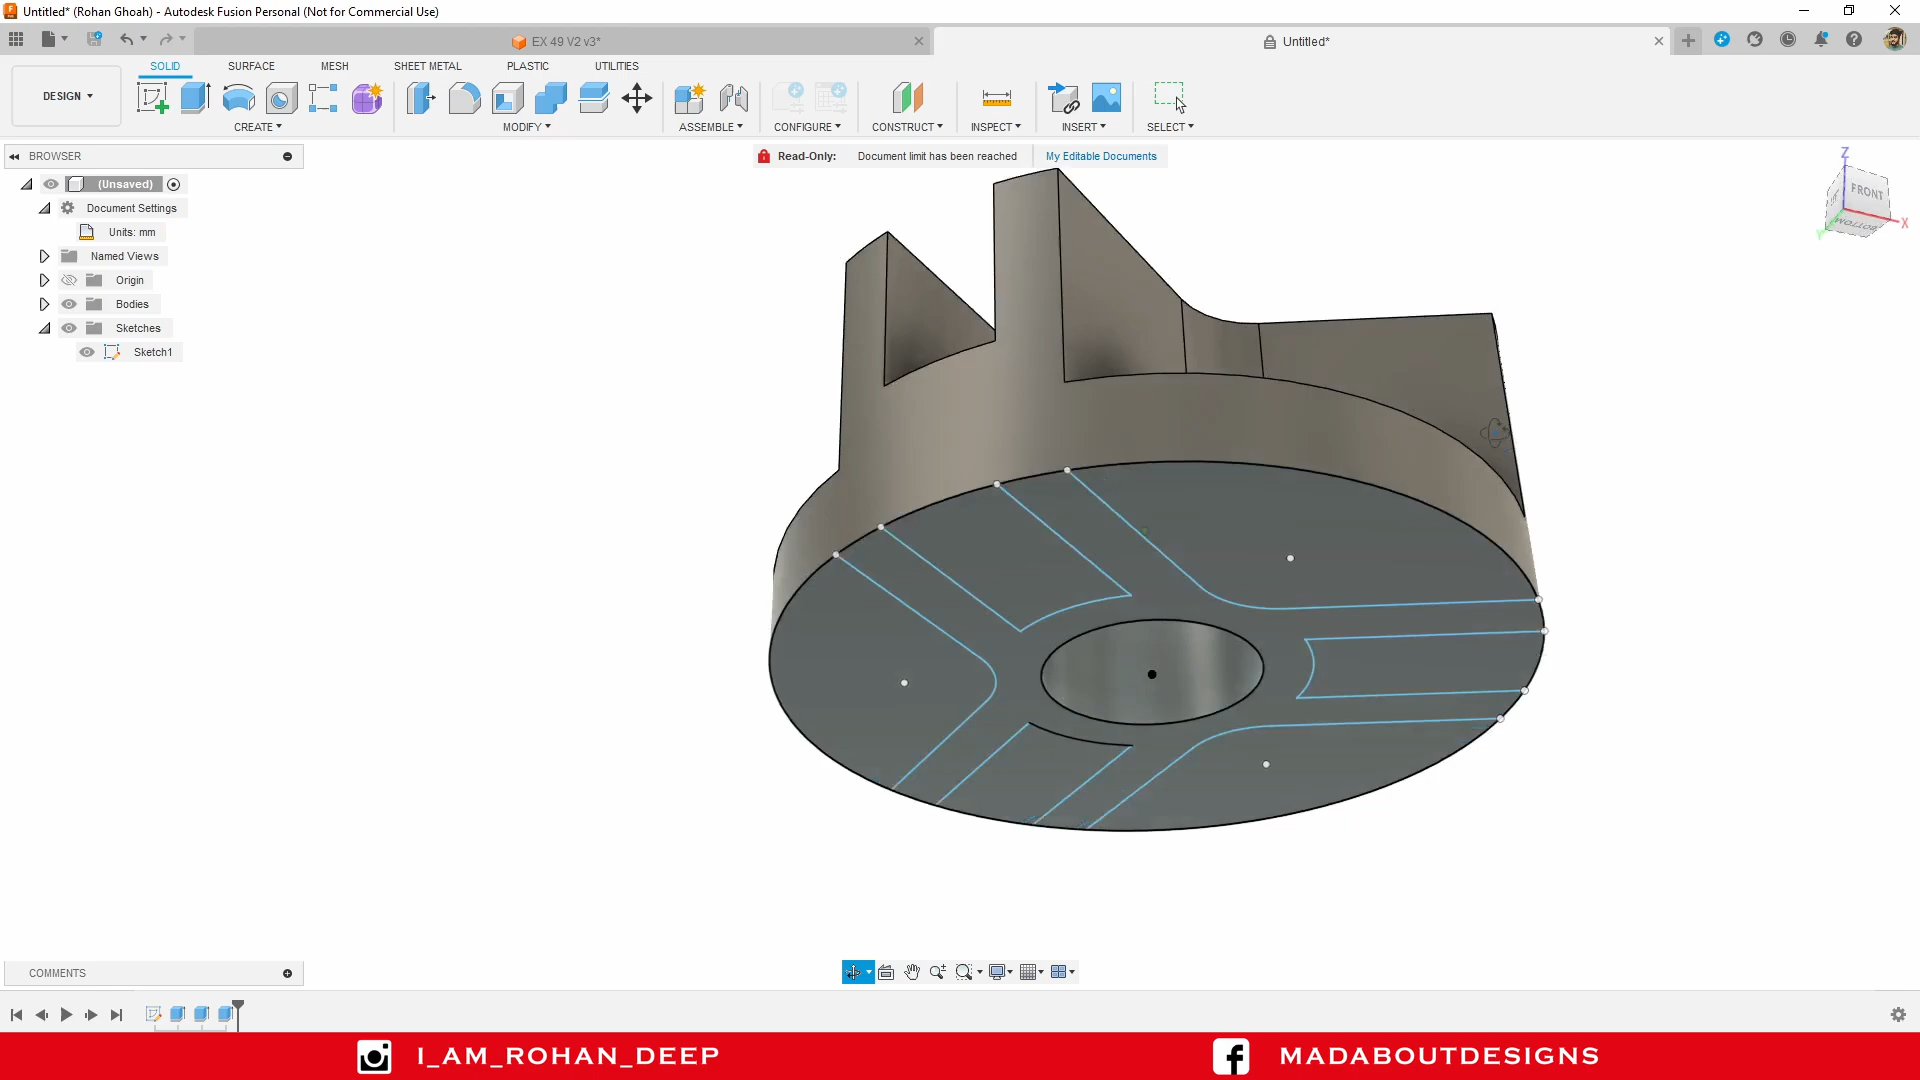 Untitled* (Rohan Ghoah) - Autodesk Fusion Personal (Not for Commercial Use)
EX 49 V2 v3*
Untitled*
DESIGN
SOLID
SURFACE
MESH
SHEET METAL
PLASTIC
UTILITIES
CREATE
MODIFY
ASSEMBLE
CONFIGURE
CONSTRUCT
INSPECT
INSERT
SELECT
BROWSER
Read-Only: Document limit has been reached My Editable Documents
(Unsaved)
Document Settings
Units: mm
Named Views
Origin
Bodies
Sketches
Sketch1
Z
FRONT
BOTTOM
X
Y
COMMENTS
I_AM_ROHAN_DEEP
MADABOUTDESIGNS